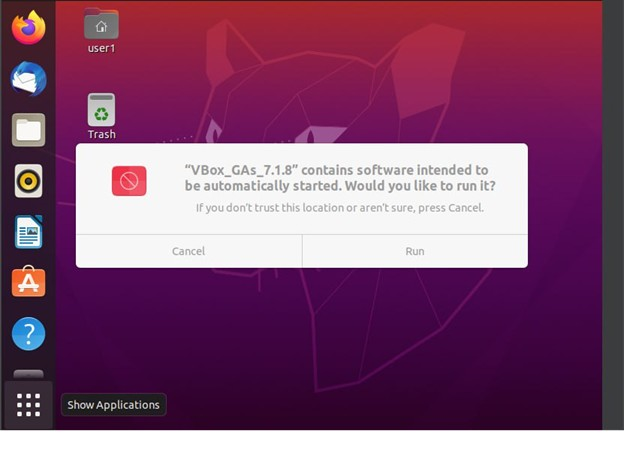 user1
Trash
“VBox_GAs_7.1.8” contains software intended to
be automatically started. Would you like to run it?
If you don’t trust this location or aren’t sure, press Cancel.
Cancel
Run
Show Applications